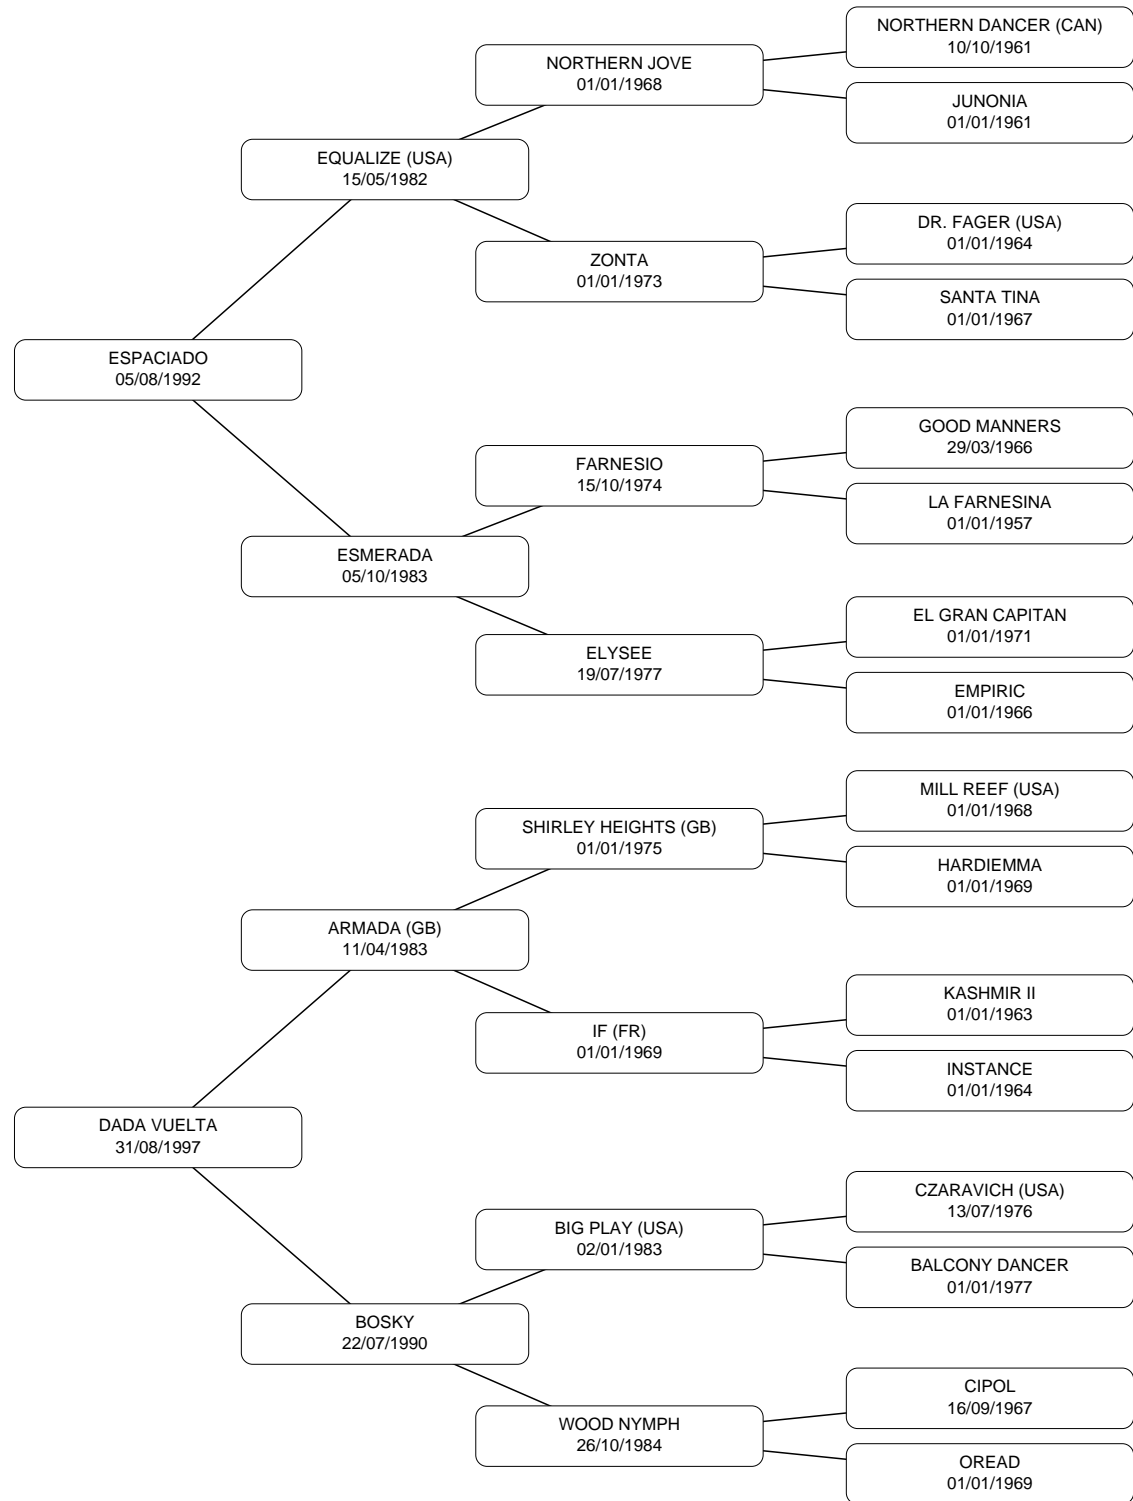 NORTHERN DANCER (CAN)
10/10/1961
NORTHERN JOVE
01/01/1968
JUNONIA
01/01/1961
EQUALIZE (USA)
15/05/1982
DR. FAGER (USA)
01/01/1964
ZONTA
01/01/1973
SANTA TINA
01/01/1967
ESPACIADO
05/08/1992
GOOD MANNERS
29/03/1966
FARNESIO
15/10/1974
LA FARNESINA
01/01/1957
ESMERADA
05/10/1983
EL GRAN CAPITAN
01/01/1971
ELYSEE
19/07/1977
EMPIRIC
01/01/1966
MILL REEF (USA)
01/01/1968
SHIRLEY HEIGHTS (GB)
01/01/1975
HARDIEMMA
01/01/1969
ARMADA (GB)
11/04/1983
KASHMIR II
01/01/1963
IF (FR)
01/01/1969
INSTANCE
01/01/1964
DADA VUELTA
31/08/1997
CZARAVICH (USA)
13/07/1976
BIG PLAY (USA)
02/01/1983
BALCONY DANCER
01/01/1977
BOSKY
22/07/1990
CIPOL
16/09/1967
WOOD NYMPH
26/10/1984
OREAD
01/01/1969